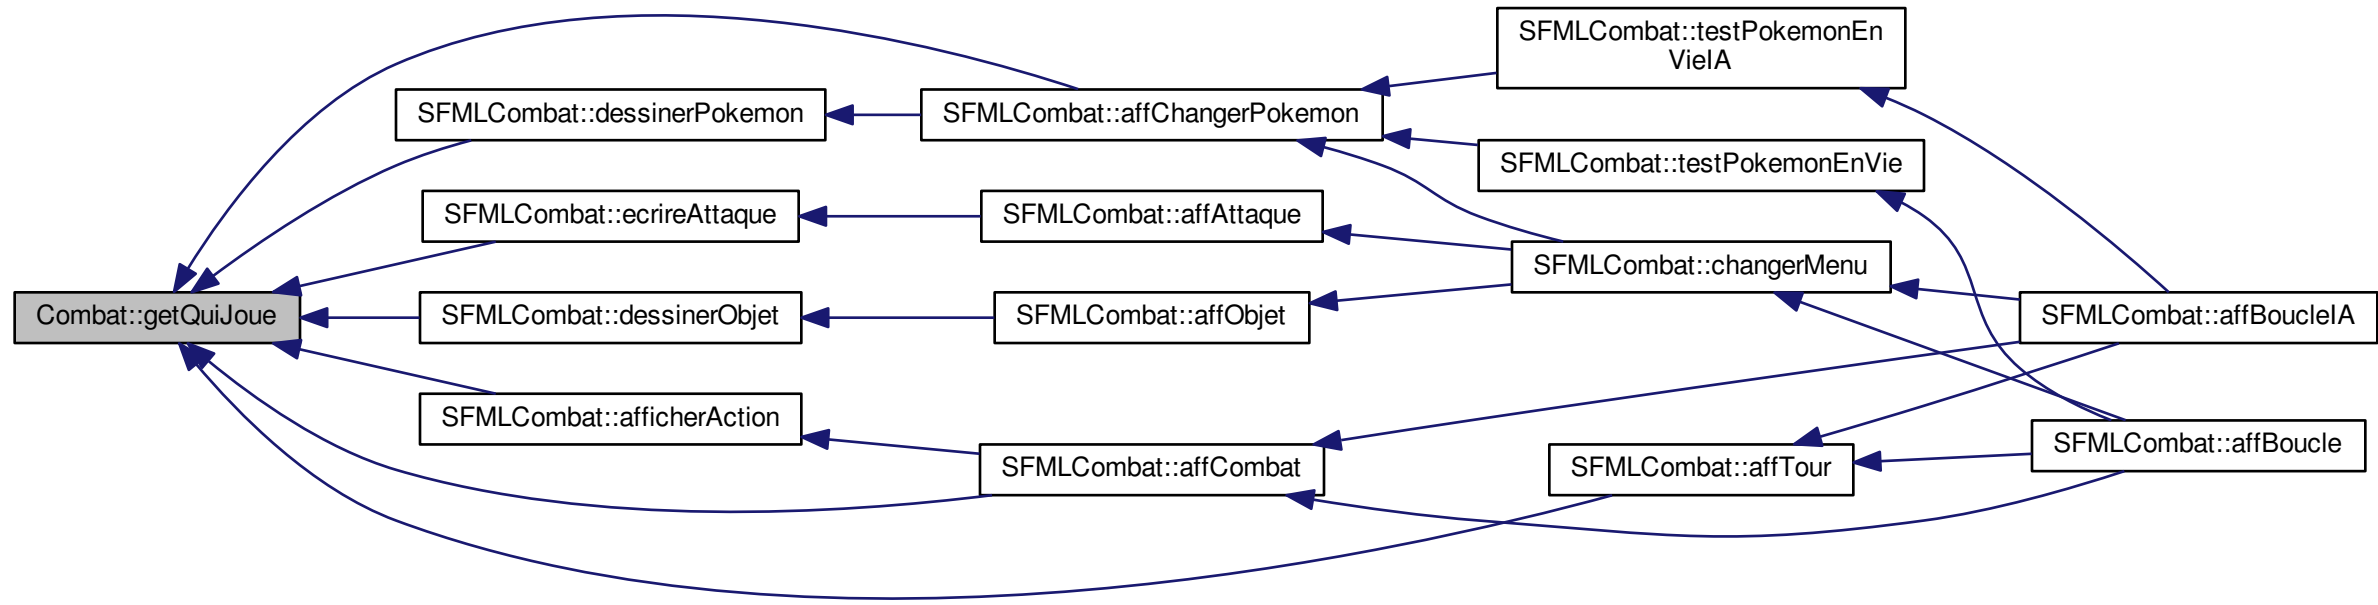 SFMLCombat::testPokemonEn
VieIA
SFMLCombat::dessinerPokemon
SFMLCombat::affChangerPokemon
SFMLCombat::testPokemonEnVie
SFMLCombat::ecrireAttaque
SFMLCombat::affAttaque
SFMLCombat::changerMenu
Combat::getQuiJoue
SFMLCombat::dessinerObjet
SFMLCombat::affObjet
SFMLCombat::affBoucleIA
SFMLCombat::afficherAction
SFMLCombat::affCombat
SFMLCombat::affTour
SFMLCombat::affBoucle